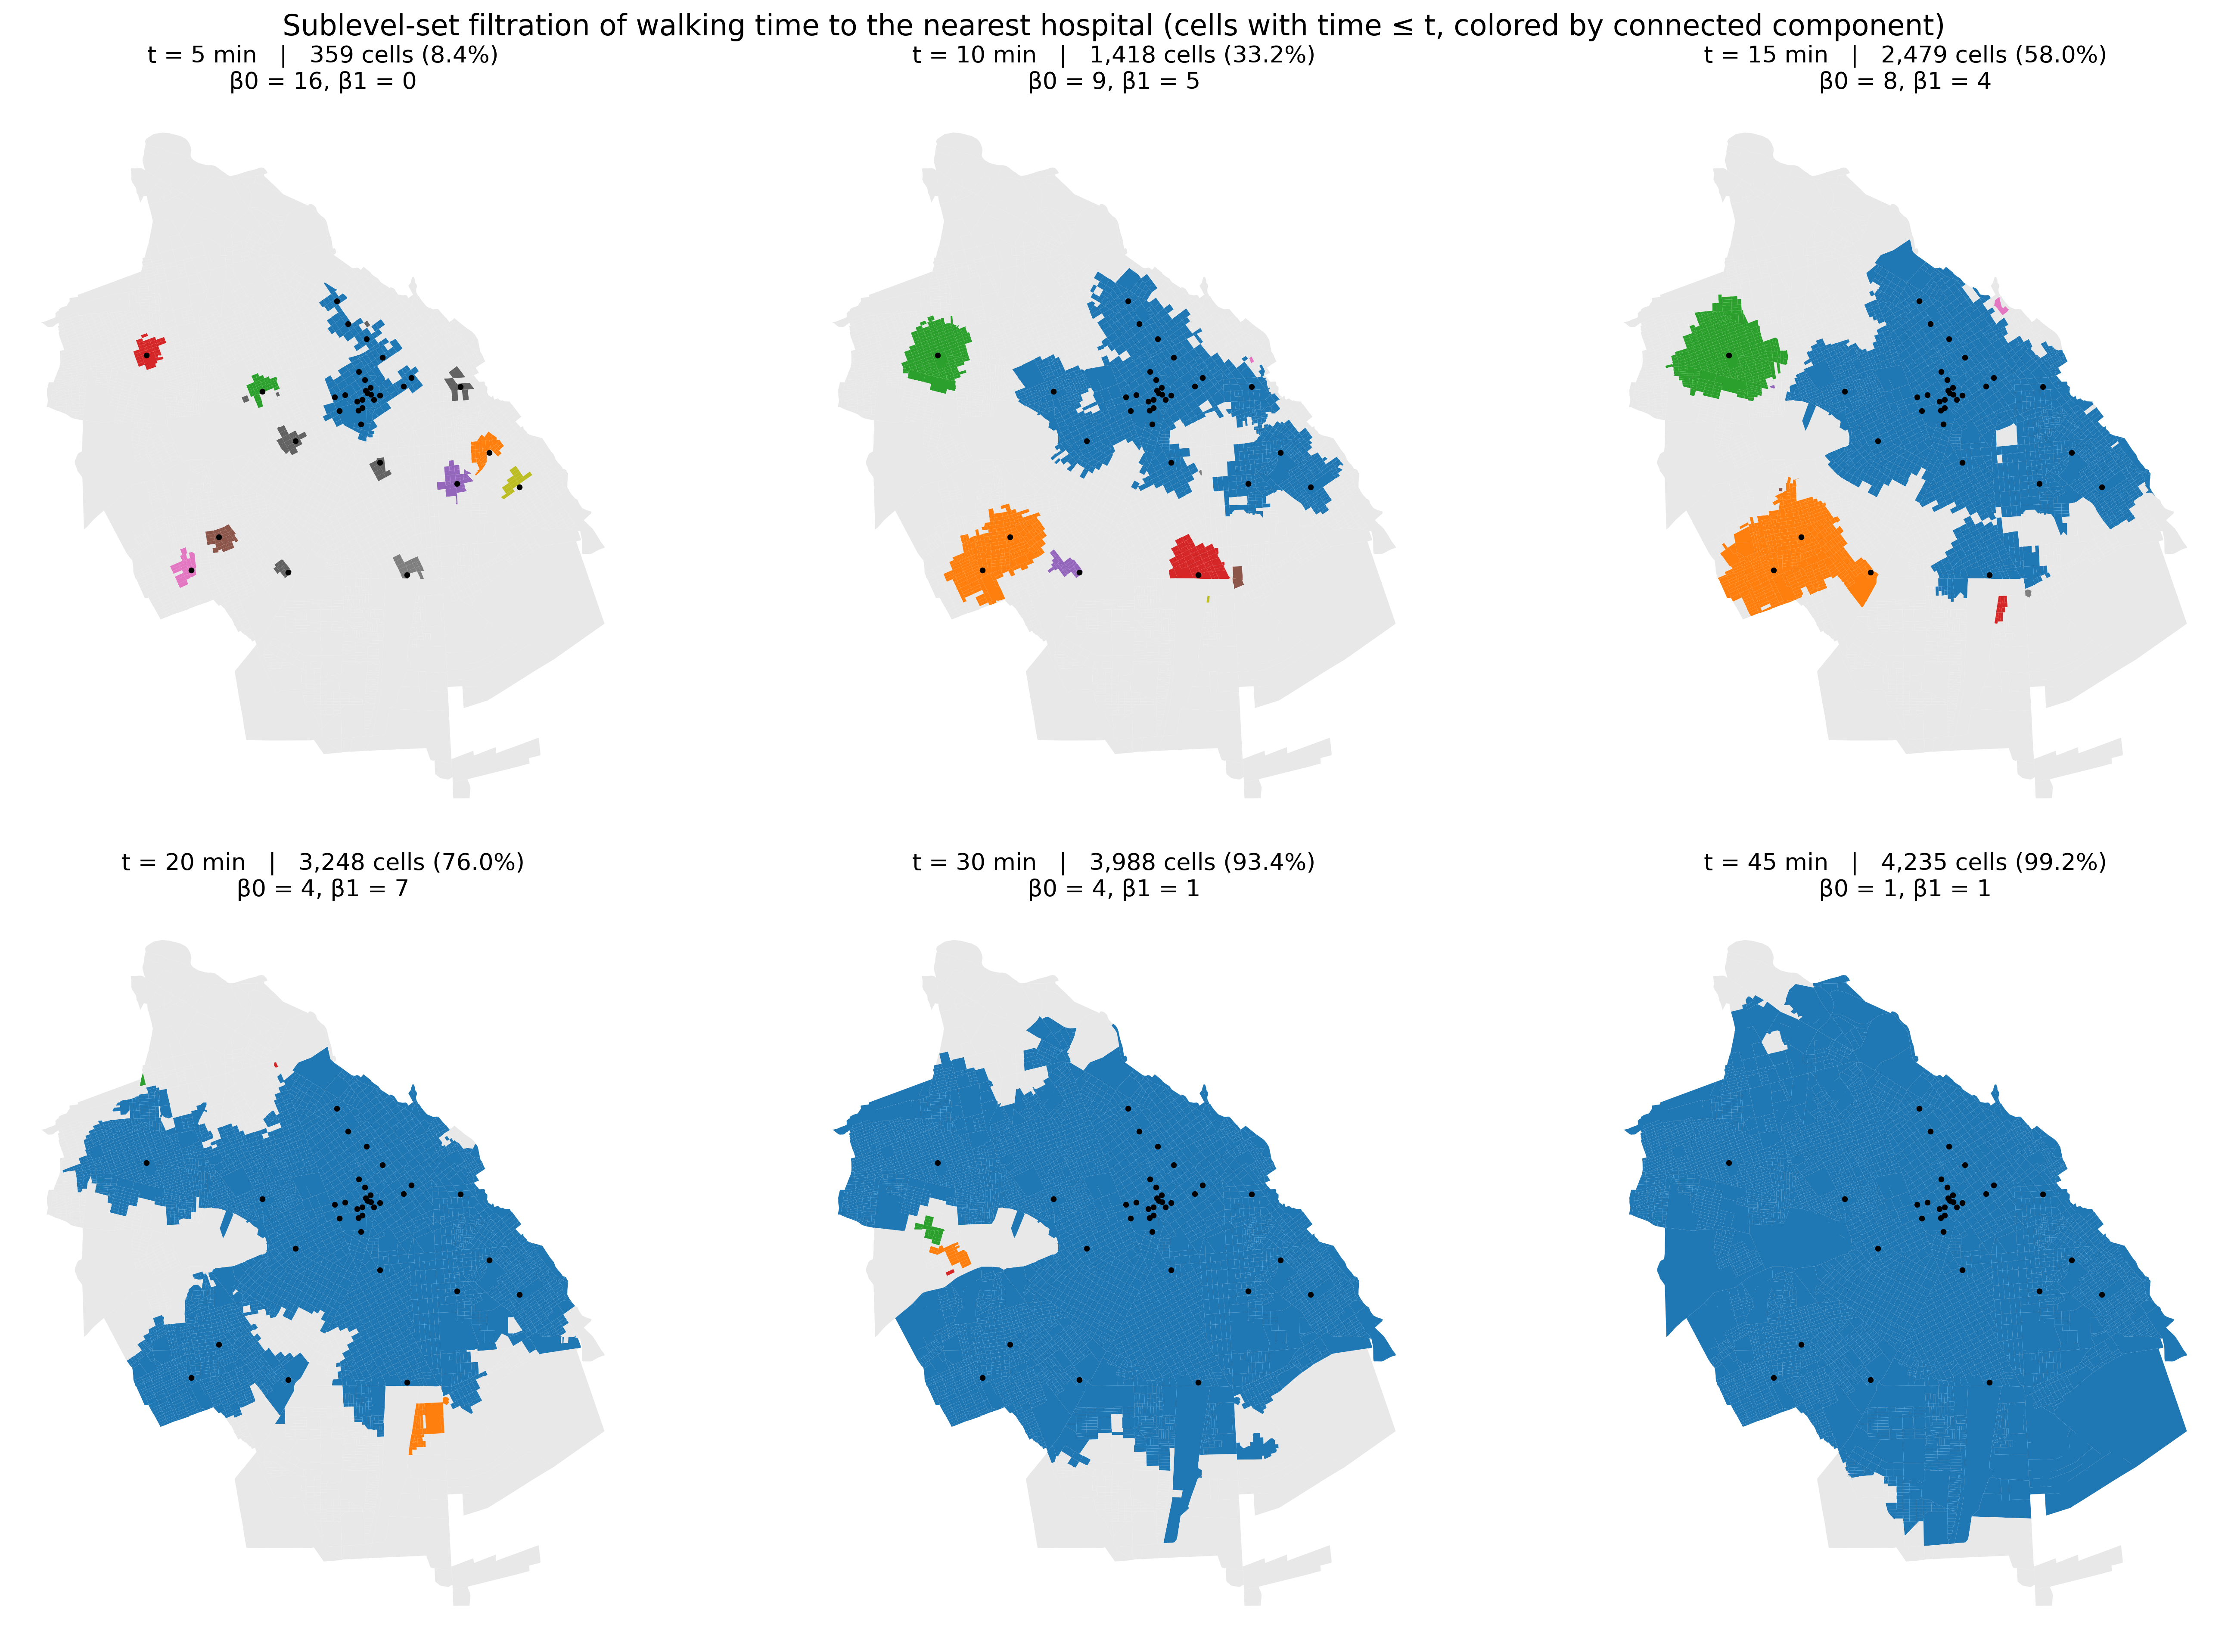 Sublevel-set filtration of walking time to the nearest hospital (cells with time ≤ t, colored by connected component)
t = 5 min | 359 cells (8.4%)
β0 = 16, β1 = 0
t = 10 min | 1,418 cells (33.2%)
β0 = 9, β1 = 5
t = 15 min | 2,479 cells (58.0%)
β0 = 8, β1 = 4
t = 20 min | 3,248 cells (76.0%)
β0 = 4, β1 = 7
t = 30 min | 3,988 cells (93.4%)
β0 = 4, β1 = 1
t = 45 min | 4,235 cells (99.2%)
β0 = 1, β1 = 1